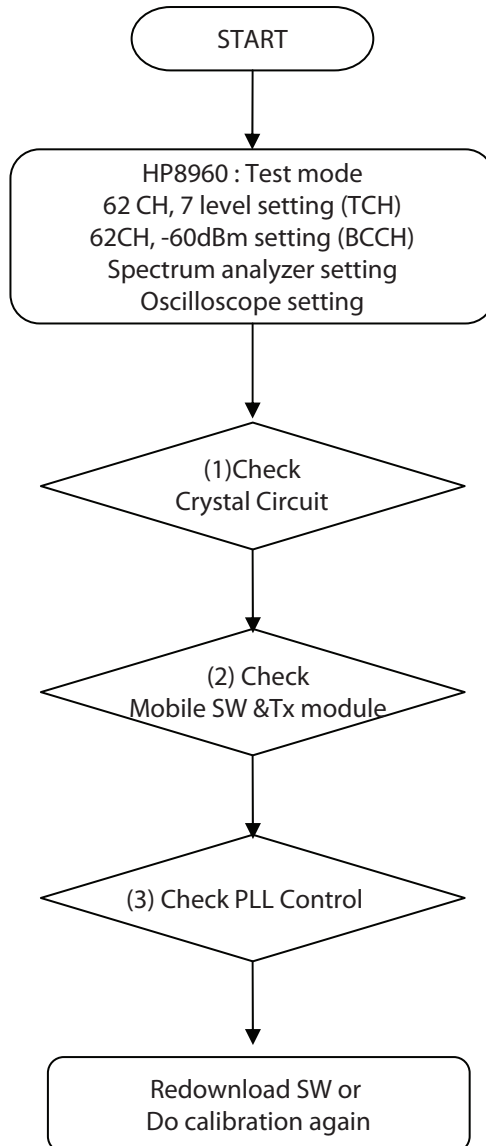 START
HP8960 : Test mode
62 CH, 7 level setting (TCH)
62CH, -60dBm setting (BCCH)
Spectrum analyzer setting
Oscilloscope setting
(1)Check
Crystal Circuit
(2) Check
Mobile SW &Tx module
(3) Check PLL Control
Redownload SW or
Do calibration again